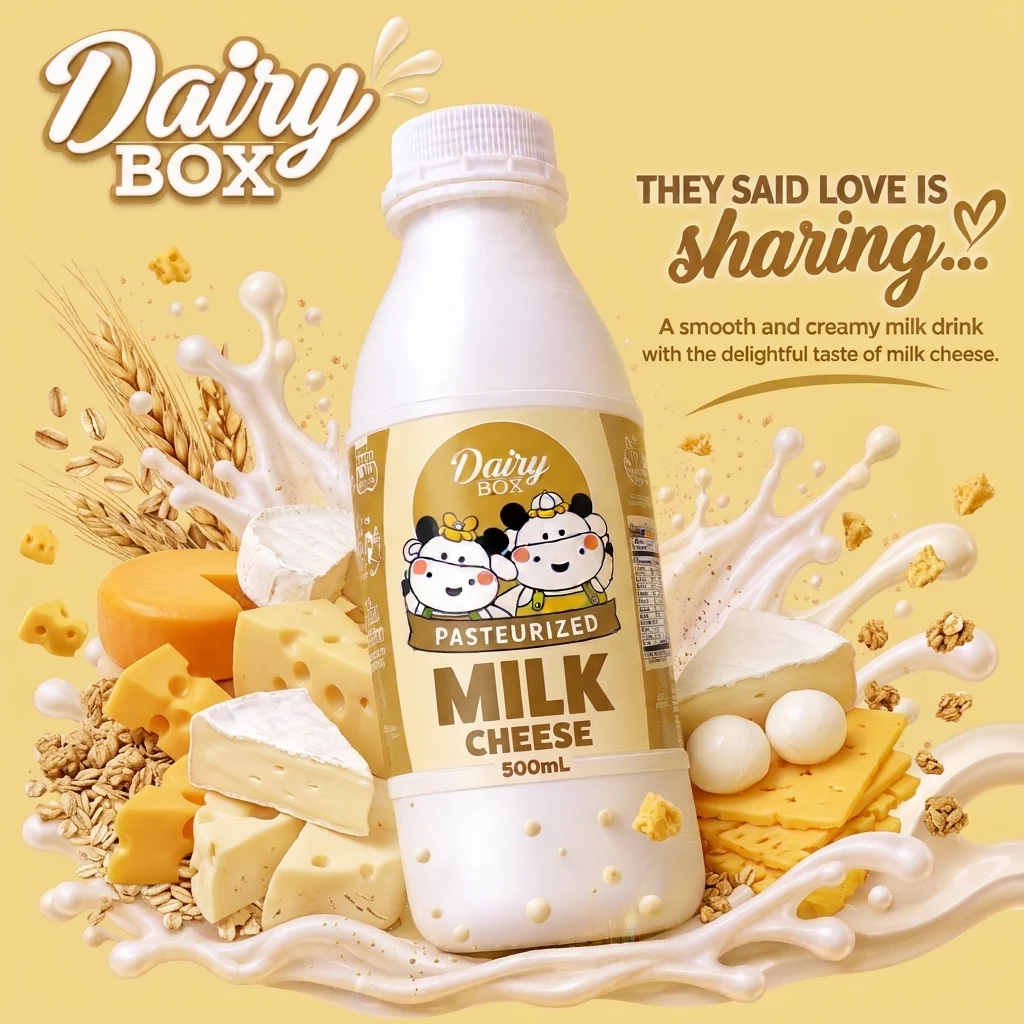 Dairy
BOX
THEY SAID LOVE IS
sharing...
A smooth and creamy milk drink
with the delightful taste of milk cheese.
Dairy
BOX
PASTEURIZED
MILK
CHEESE
500mL